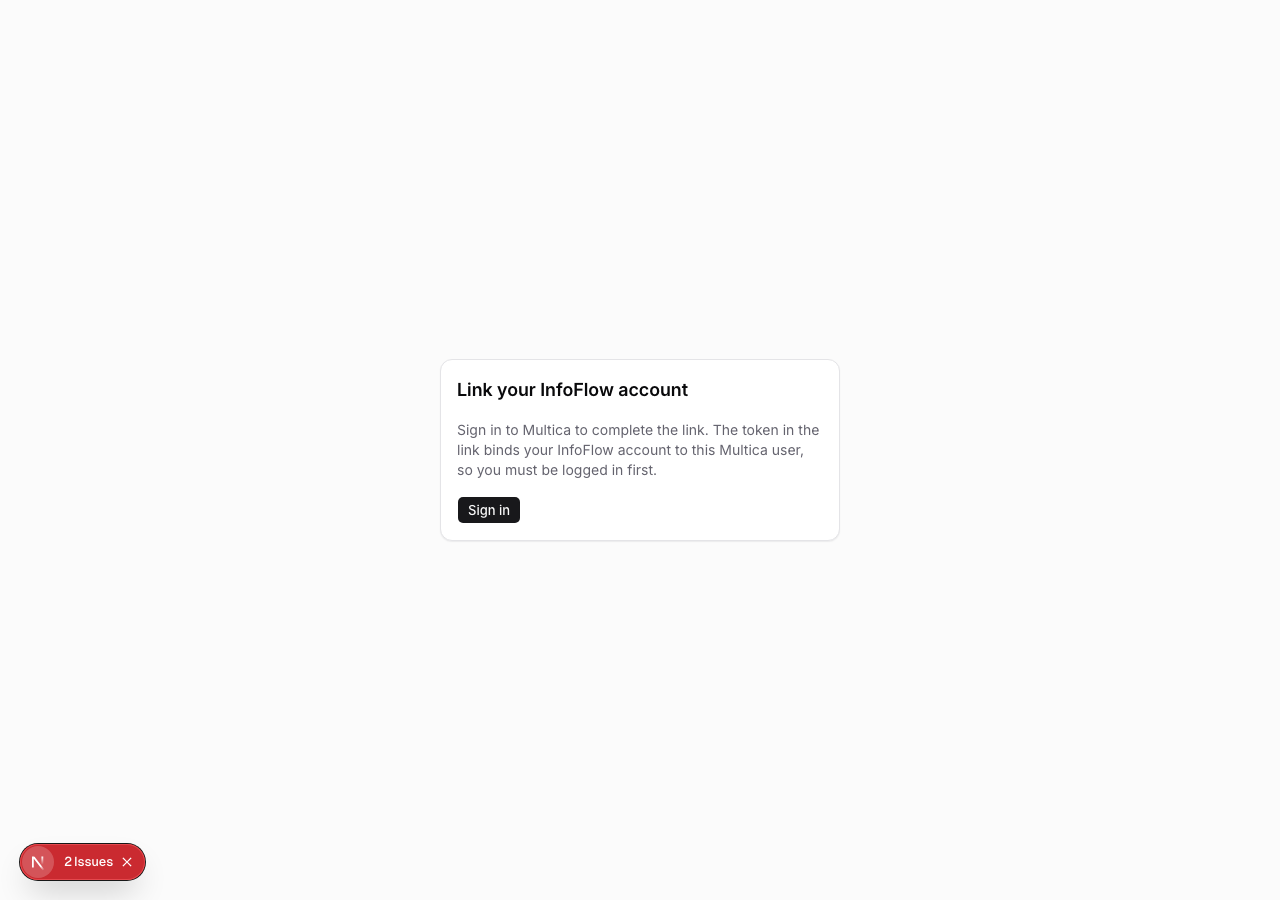 Link your InfoFlow account
Sign in to Multica to complete the link. The token in the
link binds your InfoFlow account to this Multica user,
so you must be logged in first.
Sign in
N 2 Issues